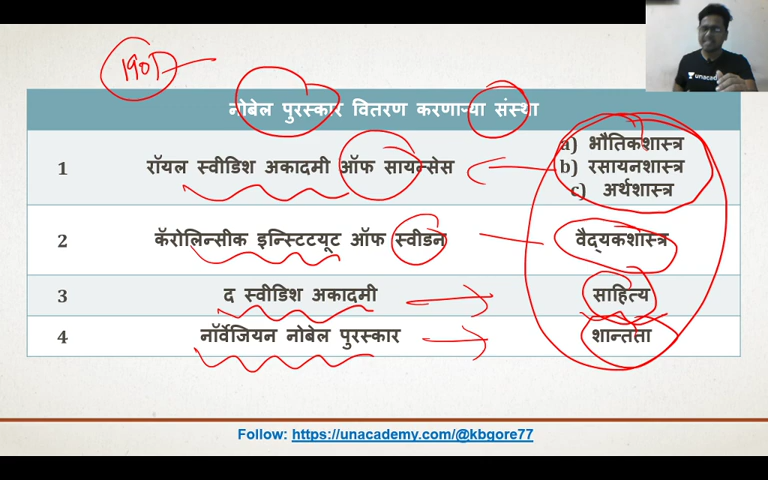 1901
unacademy
नोबेल पुरस्कार वितरण करणाऱ्या संस्था
1 रॉयल स्वीडिश अकादमी ऑफ सायन्सेस a) भौतिकशास्त्र
b) रसायनशास्त्र
c) अर्थशास्त्र
2 कॅरोलिन्सीक इन्स्टिटयूट ऑफ स्वीडन वैद्यकशास्त्र
3 द स्वीडिश अकादमी साहित्य
4 नॉर्वेजियन नोबेल पुरस्कार शान्तता
Follow: https://unacademy.com/@kbgore77